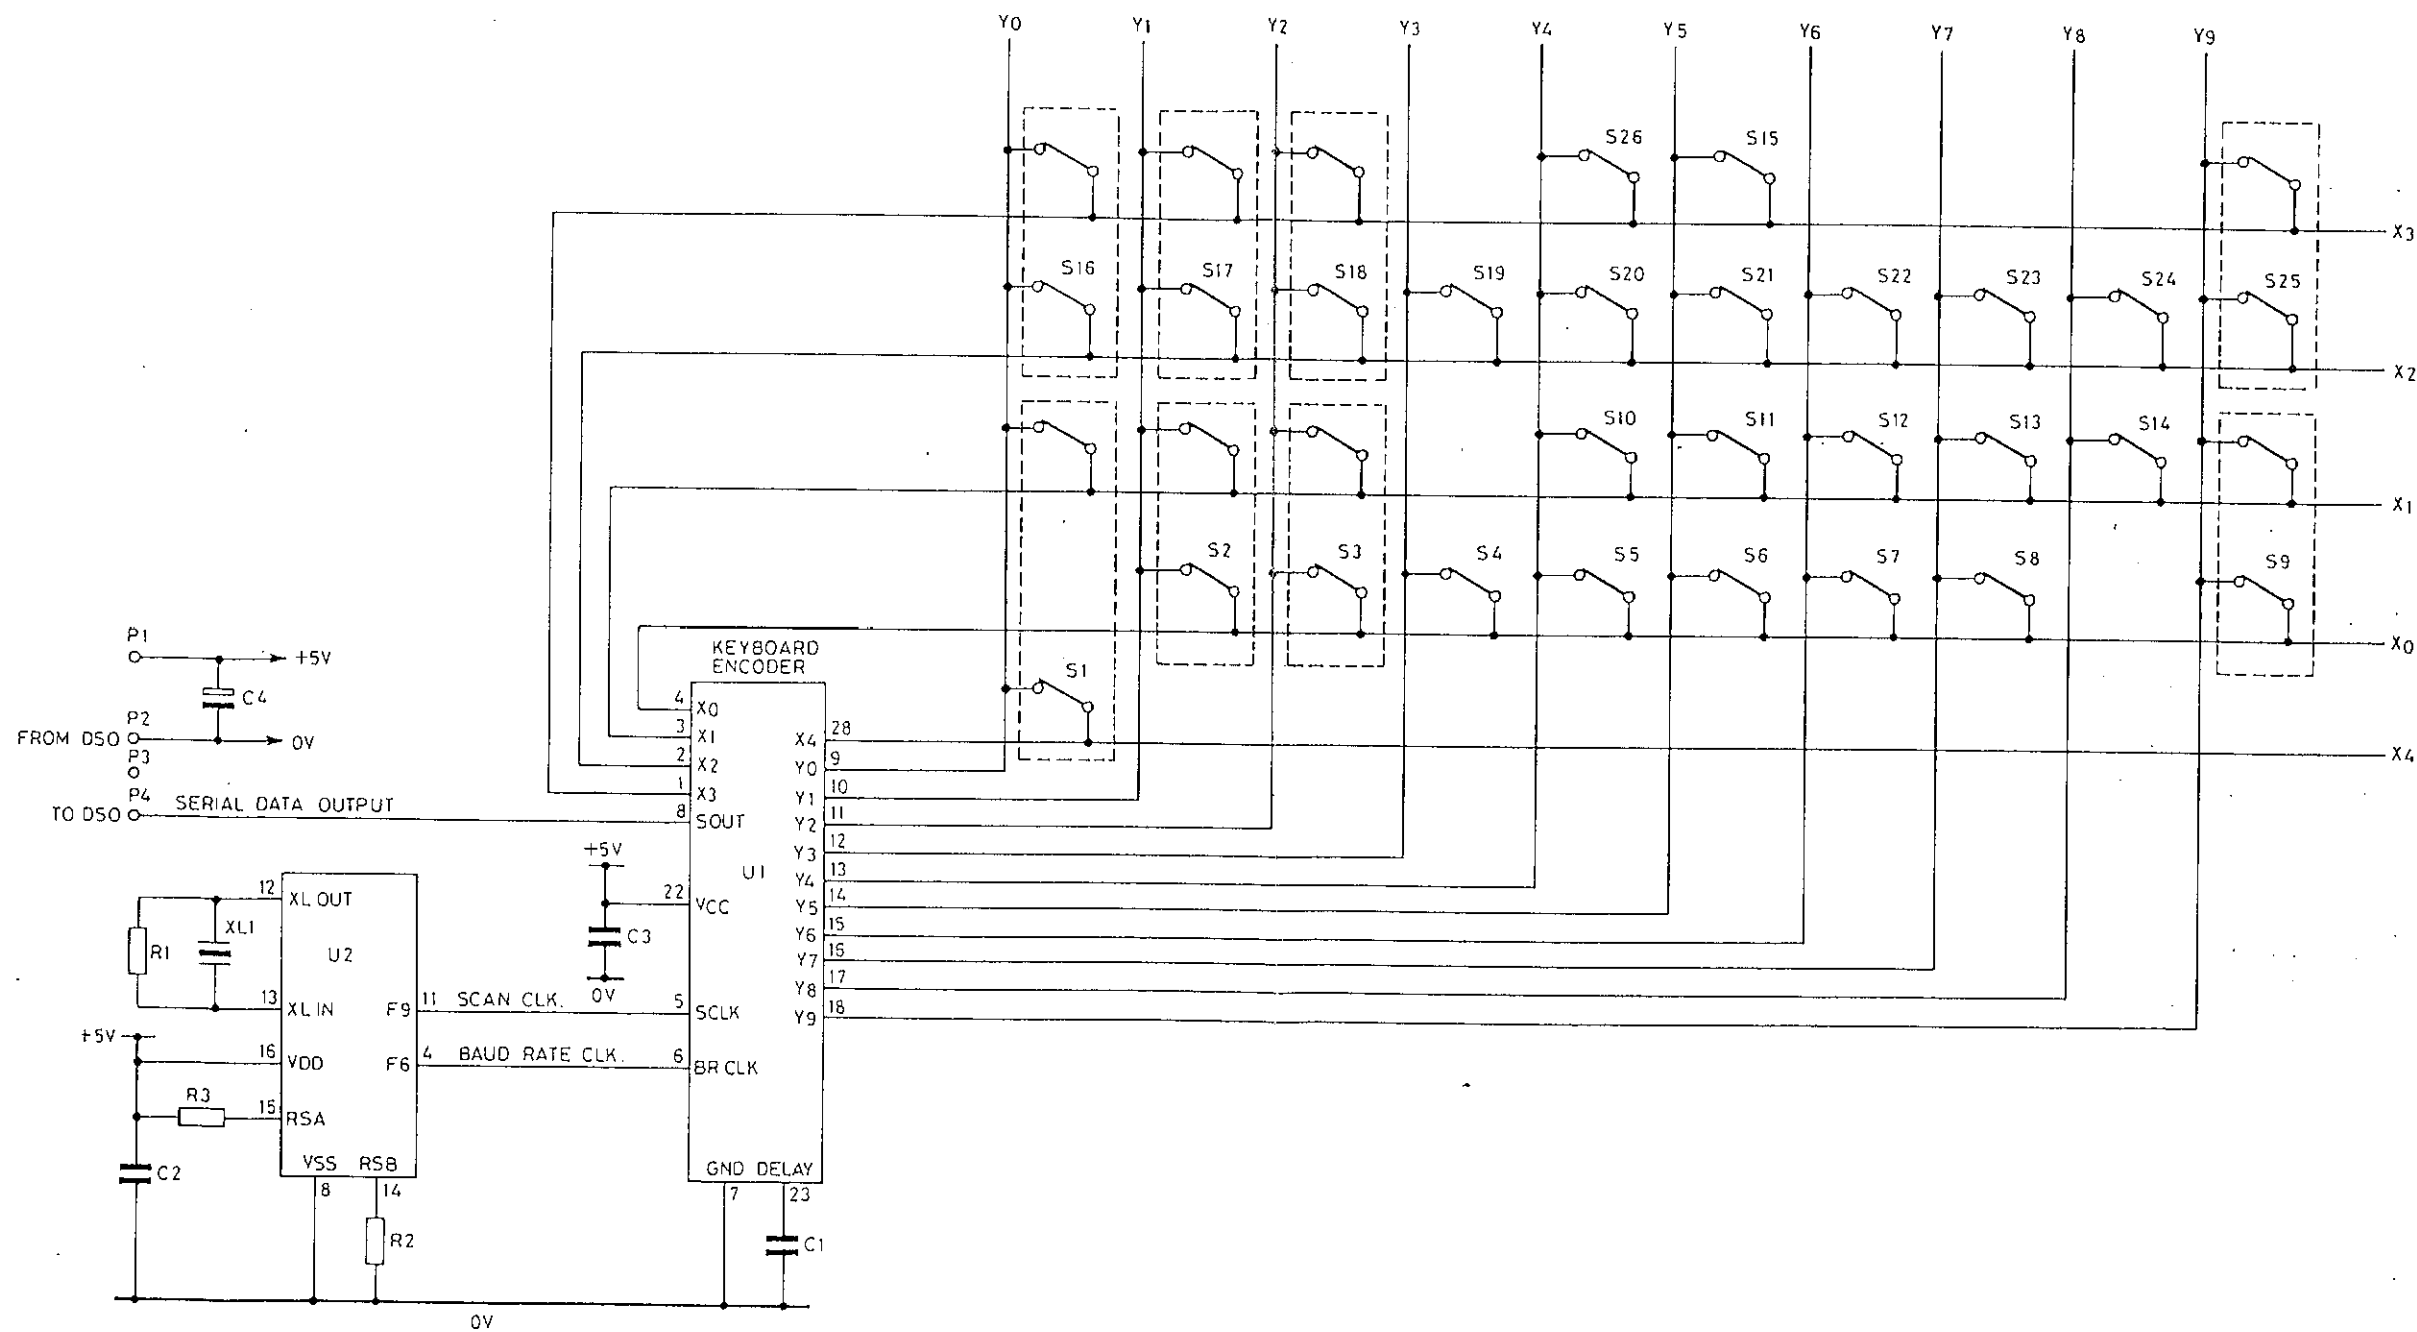 Y0 Y1 Y2 Y3 Y4 Y5 Y6 Y7 Y8 Y9
S26 S15
X3
S16 S17 S18 S19 S20 S21 S22 S23 S24 S25
X2
S10 S11 S12 S13 S14
X1
S2 S3 S4 S5 S6 S7 S8 S9
X0
S1
X4
P1
+5V
C4
P2
FROM DSO
0V
P3
P4
TO DSO
SERIAL DATA OUTPUT
KEYBOARD
ENCODER
4 X0
3 X1
2 X2
1 X3
8 SOUT
U1
22 VCC
5 SCLK
6 BRCLK
GND DELAY
7 23
X4 28
Y0 9
Y1 10
Y2 11
Y3 12
Y4 13
Y5 14
Y6 15
Y7 16
Y8 17
Y9 18
+5V
C3
0V
C1
12 XL OUT
XL1
R1
U2
13 XL IN
F9 11 SCAN CLK.
F6 4 BAUD RATE CLK.
+5V
16 VDD
R3
15 RSA
C2
VSS RSB
8 14
R2
0V